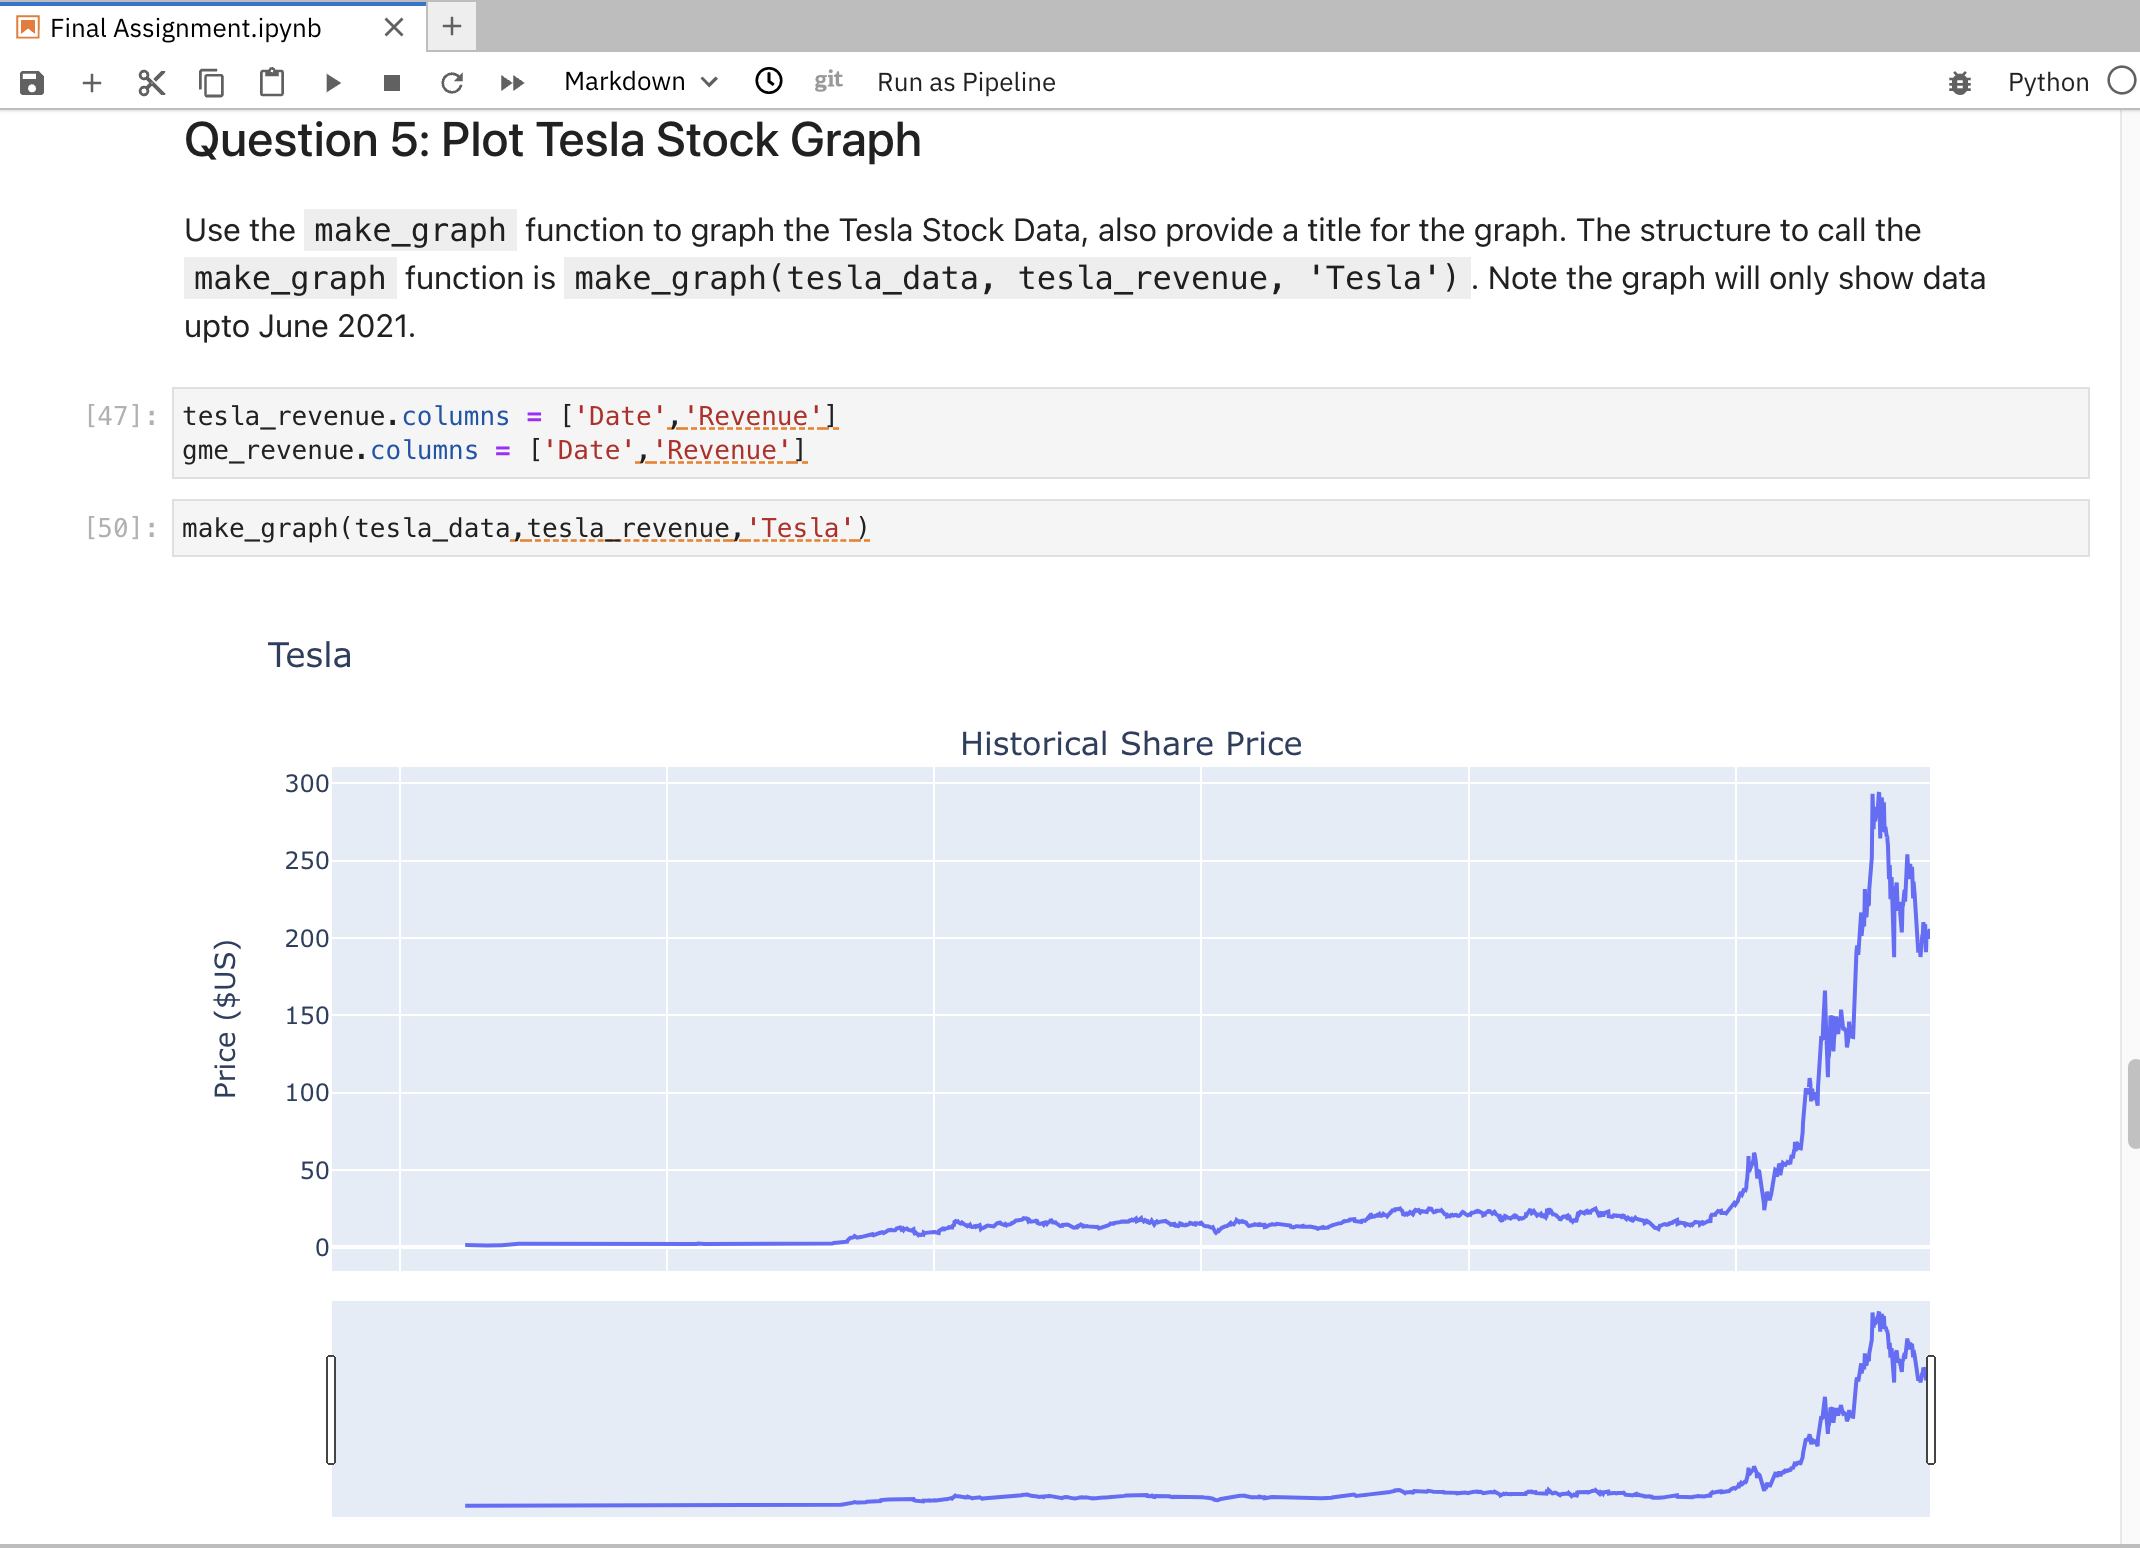 Final Assignment.ipynb
Markdown git Run as Pipeline Python
Question 5: Plot Tesla Stock Graph
Use the make_graph function to graph the Tesla Stock Data, also provide a title for the graph. The structure to call the
make_graph function is make_graph(tesla_data, tesla_revenue, 'Tesla') . Note the graph will only show data
upto June 2021.
[47]: tesla_revenue.columns = ['Date','Revenue']
gme_revenue.columns = ['Date','Revenue']
[50]: make_graph(tesla_data,tesla_revenue,'Tesla')
Tesla
Historical Share Price
300
250
200
150
100
50
0
Price ($US)